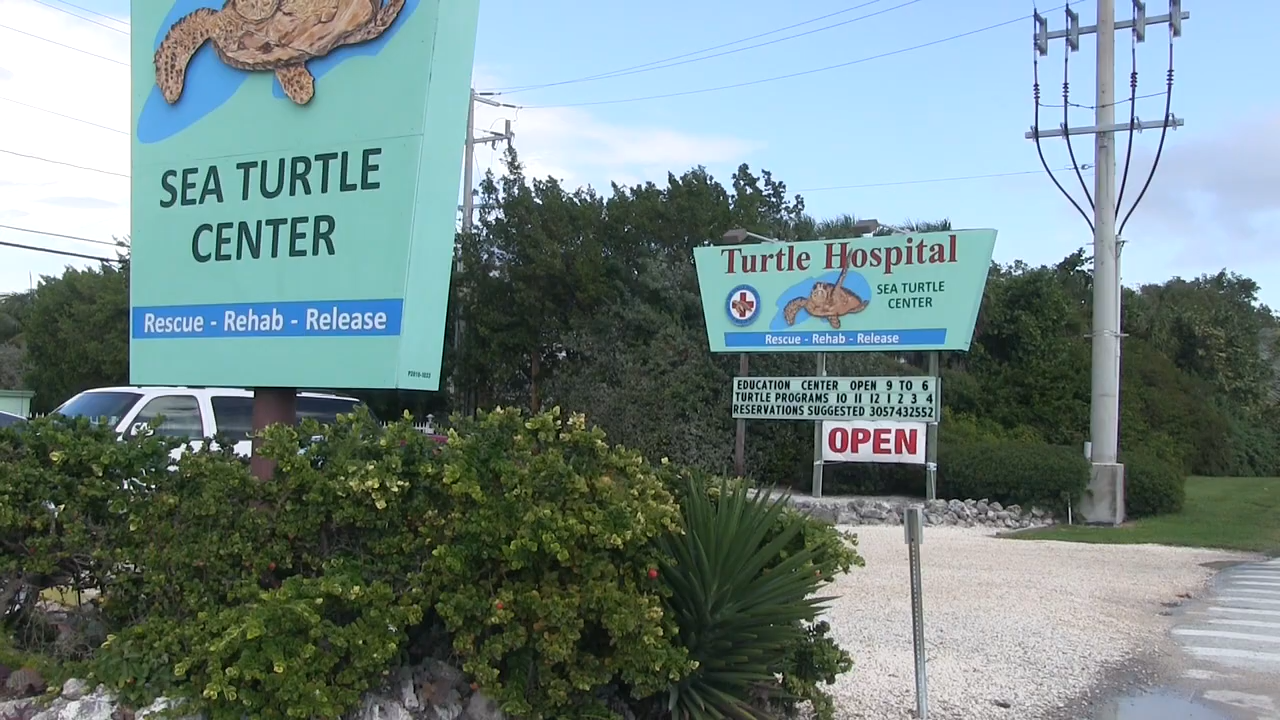 SEA TURTLE
CENTER
Rescue - Rehab - Release
Turtle Hospital
SEA TURTLE
CENTER
Rescue - Rehab - Release
EDUCATION CENTER OPEN 9 TO 6
TURTLE PROGRAMS 10 11 12 1 2 3 4
RESERVATIONS SUGGESTED 3057432552
OPEN